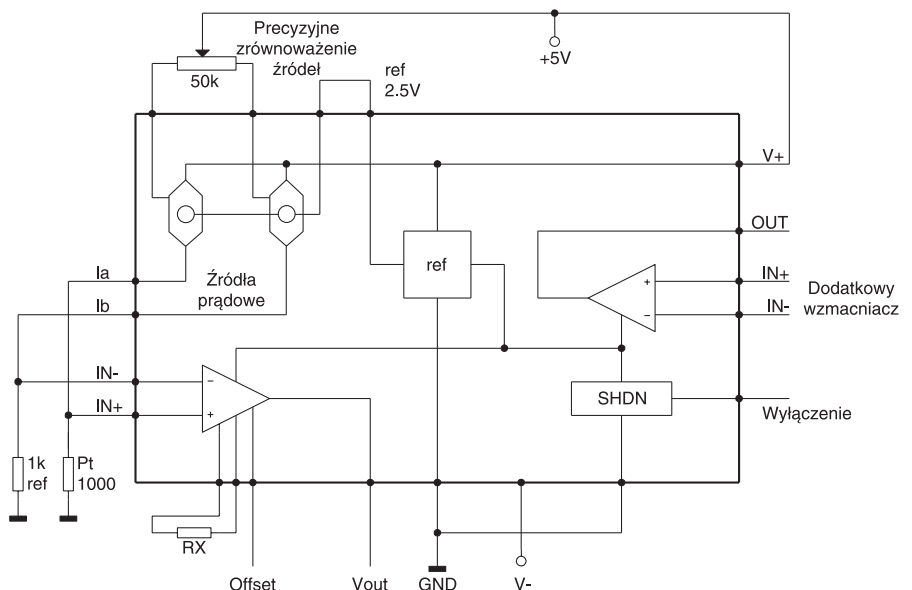 Precyzyjne
zrównoważenie
źródeł
50k
ref
2.5V
+5V
V+
OUT
IN+
IN-
Dodatkowy
wzmacniacz
+
−
ref
Źródła
prądowe
Ia
Ib
IN-
IN+
−
+
SHDN
Wyłączenie
1k
ref
Pt
1000
RX
Offset
Vout
GND
V-